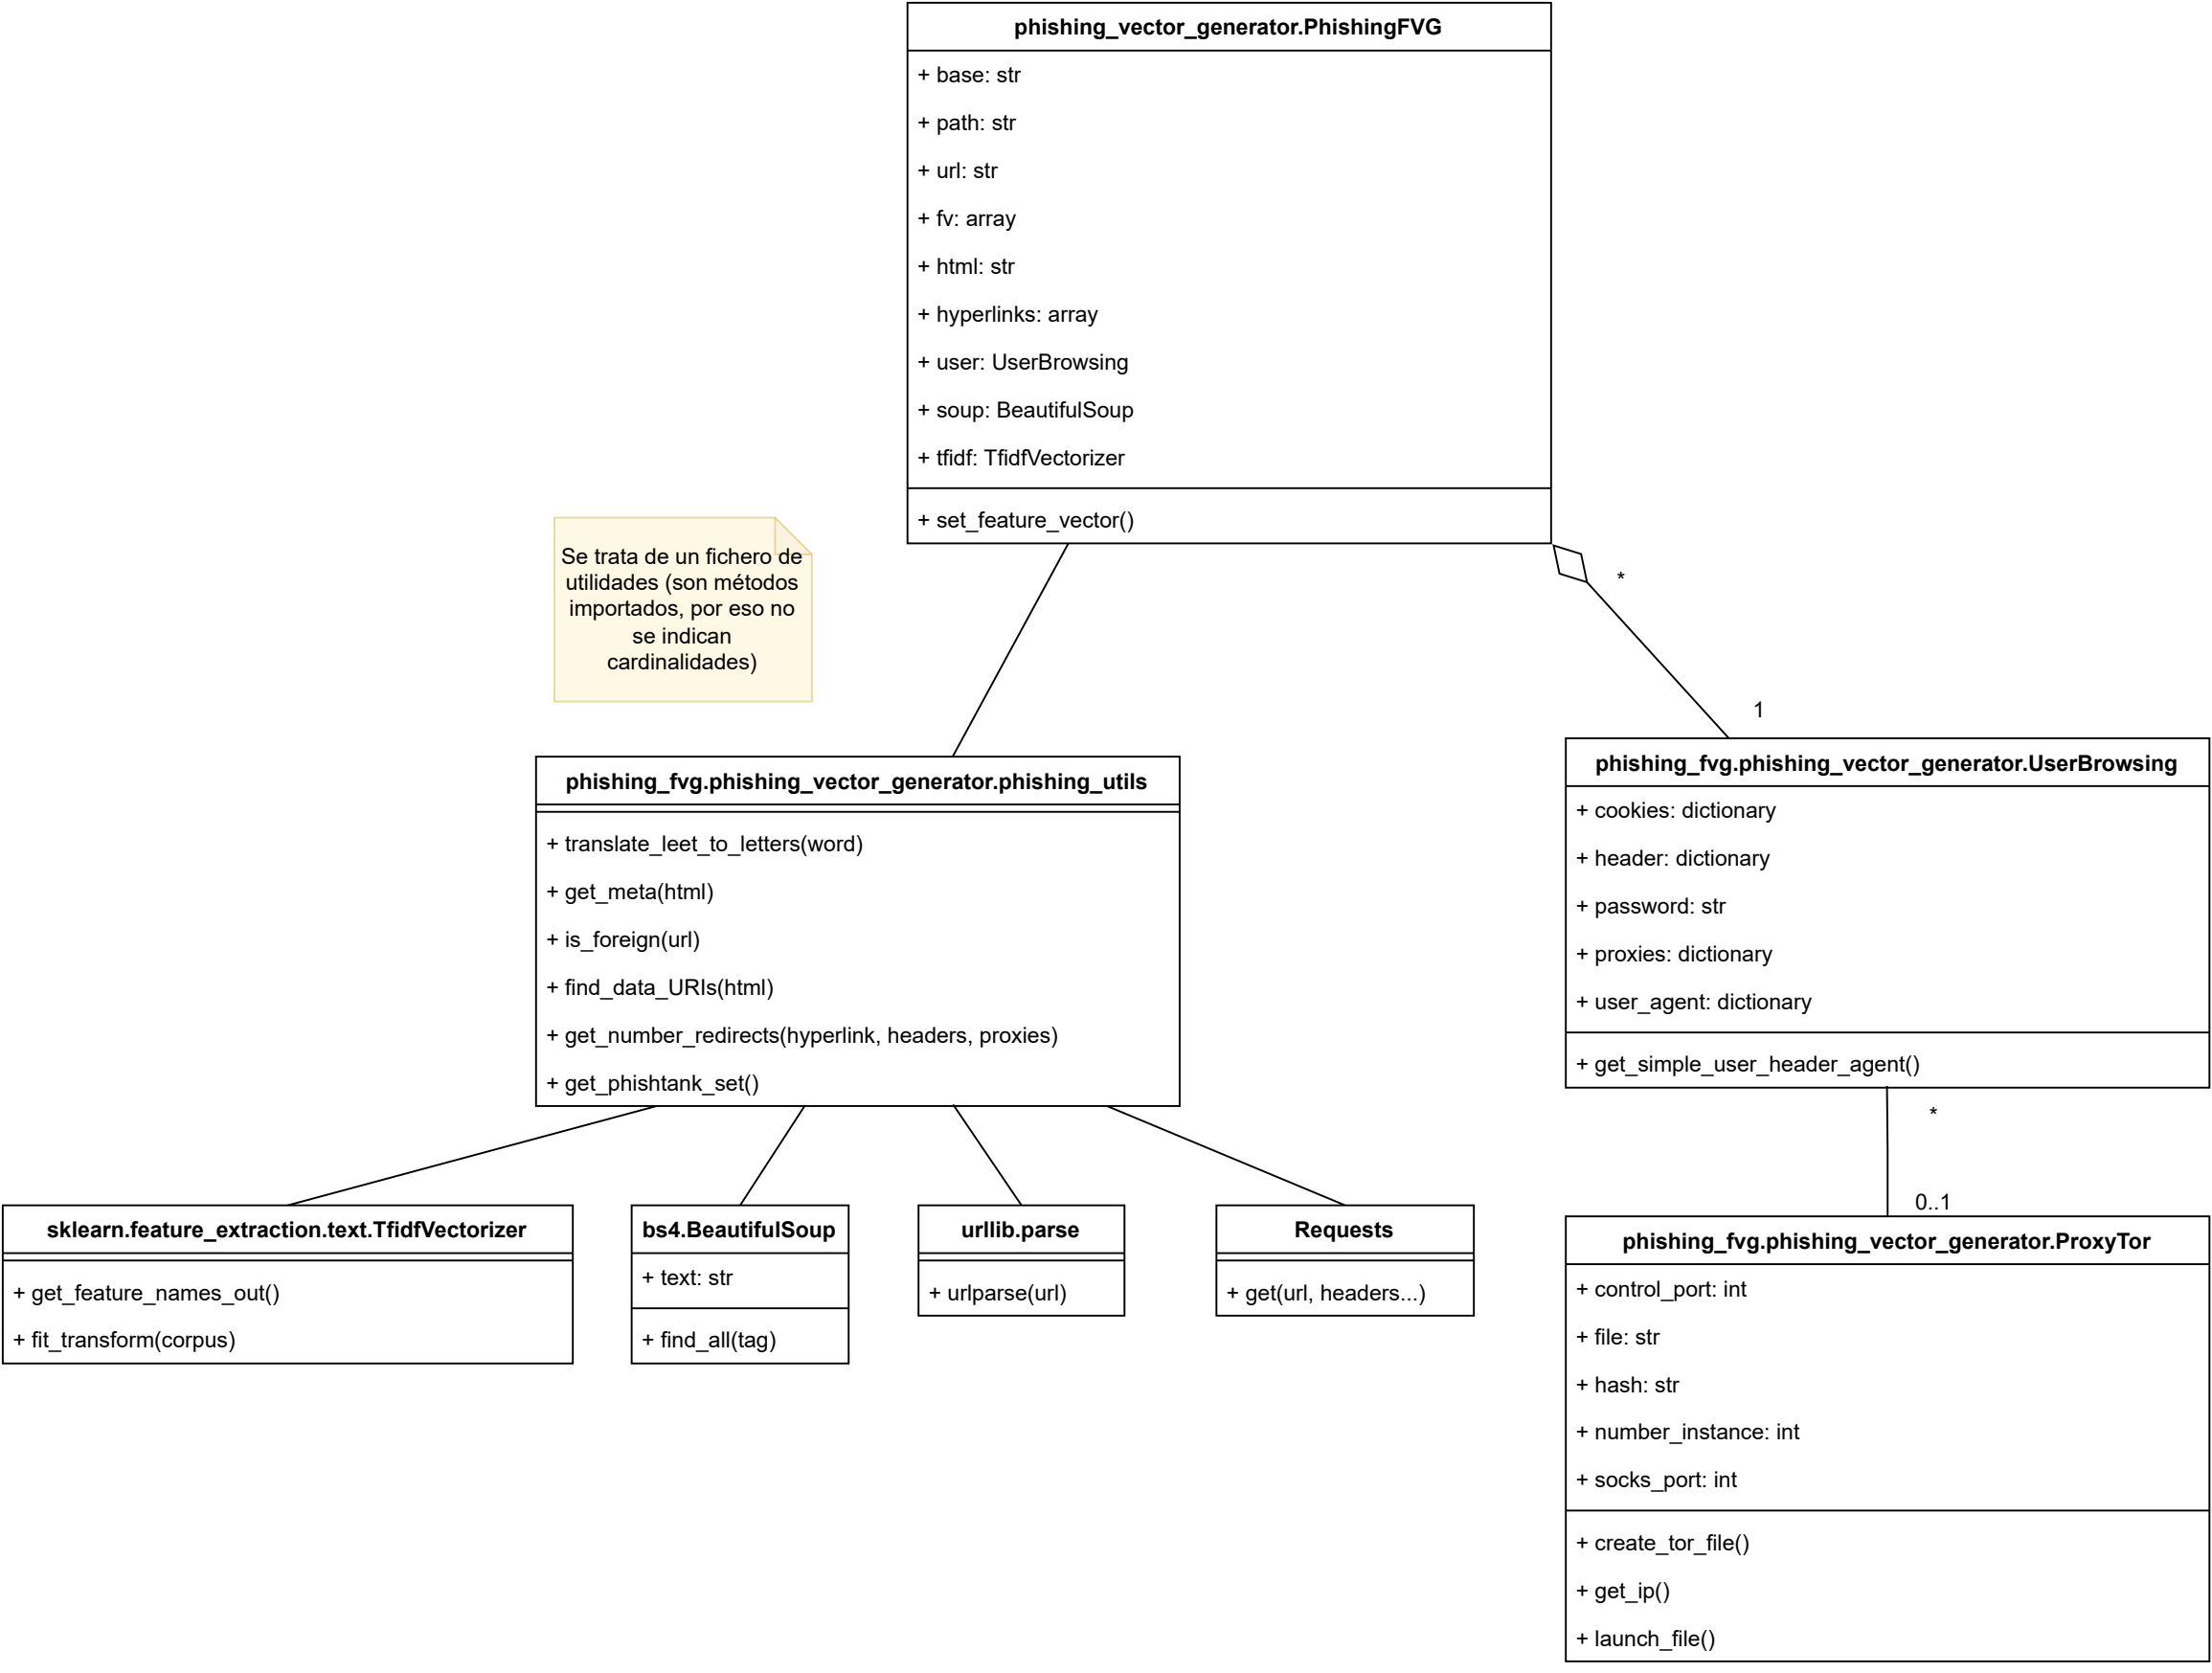 phishing_vector_generator.PhishingFVG
+ base: str
+ path: str
+ url: str
+ fv: array
+ html: str
+ hyperlinks: array
+ user: UserBrowsing
+ soup: BeautifulSoup
+ tfidf: TfidfVectorizer
+ set_feature_vector()
Se trata de un fichero de
utilidades (son métodos
importados, por eso no
se indican
cardinalidades)
*
1
phishing_fvg.phishing_vector_generator.phishing_utils
+ translate_leet_to_letters(word)
+ get_meta(html)
+ is_foreign(url)
+ find_data_URIs(html)
+ get_number_redirects(hyperlink, headers, proxies)
+ get_phishtank_set()
phishing_fvg.phishing_vector_generator.UserBrowsing
+ cookies: dictionary
+ header: dictionary
+ password: str
+ proxies: dictionary
+ user_agent: dictionary
+ get_simple_user_header_agent()
*
0..1
sklearn.feature_extraction.text.TfidfVectorizer
+ get_feature_names_out()
+ fit_transform(corpus)
bs4.BeautifulSoup
+ text: str
+ find_all(tag)
urllib.parse
+ urlparse(url)
Requests
+ get(url, headers...)
phishing_fvg.phishing_vector_generator.ProxyTor
+ control_port: int
+ file: str
+ hash: str
+ number_instance: int
+ socks_port: int
+ create_tor_file()
+ get_ip()
+ launch_file()